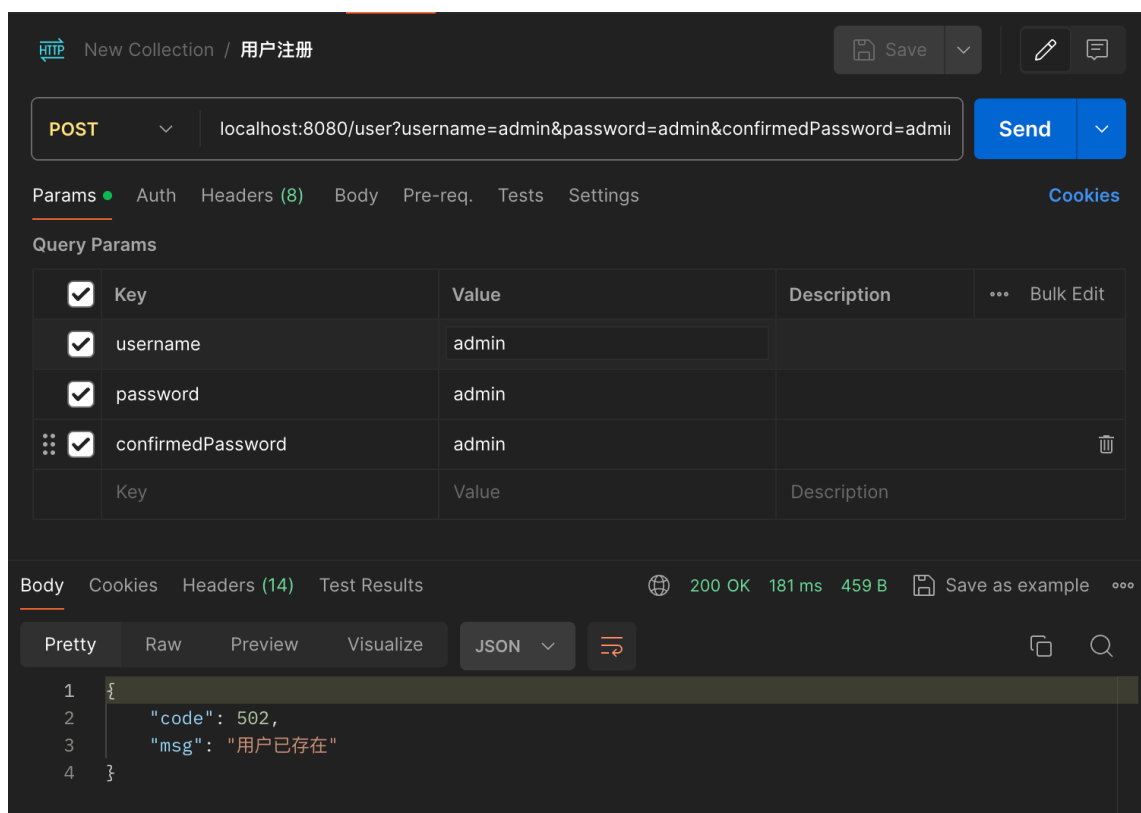 HTTP New Collection / 用户注册 Save
POST localhost:8080/user?username=admin&password=admin&confirmedPassword=admin Send
Params Auth Headers (8) Body Pre-req. Tests Settings Cookies
Query Params
Key Value Description Bulk Edit
username admin
password admin
confirmedPassword admin
Key Value Description
Body Cookies Headers (14) Test Results 200 OK 181 ms 459 B Save as example
Pretty Raw Preview Visualize JSON
1 {
2 "code": 502,
3 "msg": "用户已存在"
4 }